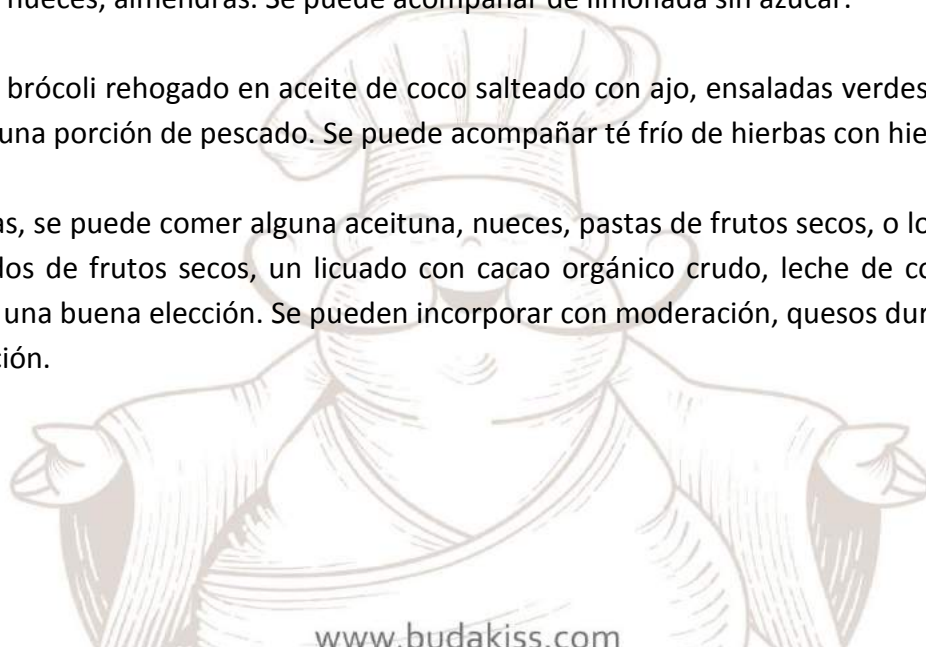 nueces, almendras. Se puede acompañar de limonada sin azúcar.
brócoli rehogado en aceite de coco salteado con ajo, ensaladas verdes
una porción de pescado. Se puede acompañar té frío de hierbas con hie
as, se puede comer alguna aceituna, nueces, pastas de frutos secos, o lo
los de frutos secos, un licuado con cacao orgánico crudo, leche de co
una buena elección. Se pueden incorporar con moderación, quesos dur
ción.
www.budakiss.com